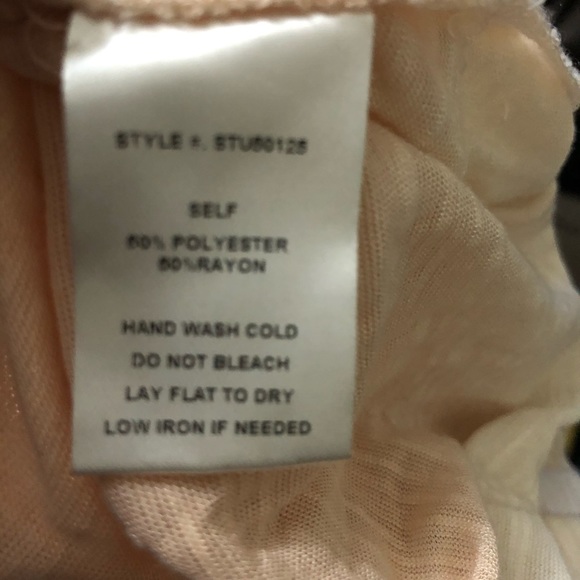 STYLE #. STU50125
SELF
50% POLYESTER
50%RAYON
HAND WASH COLD
DO NOT BLEACH
LAY FLAT TO DRY
LOW IRON IF NEEDED